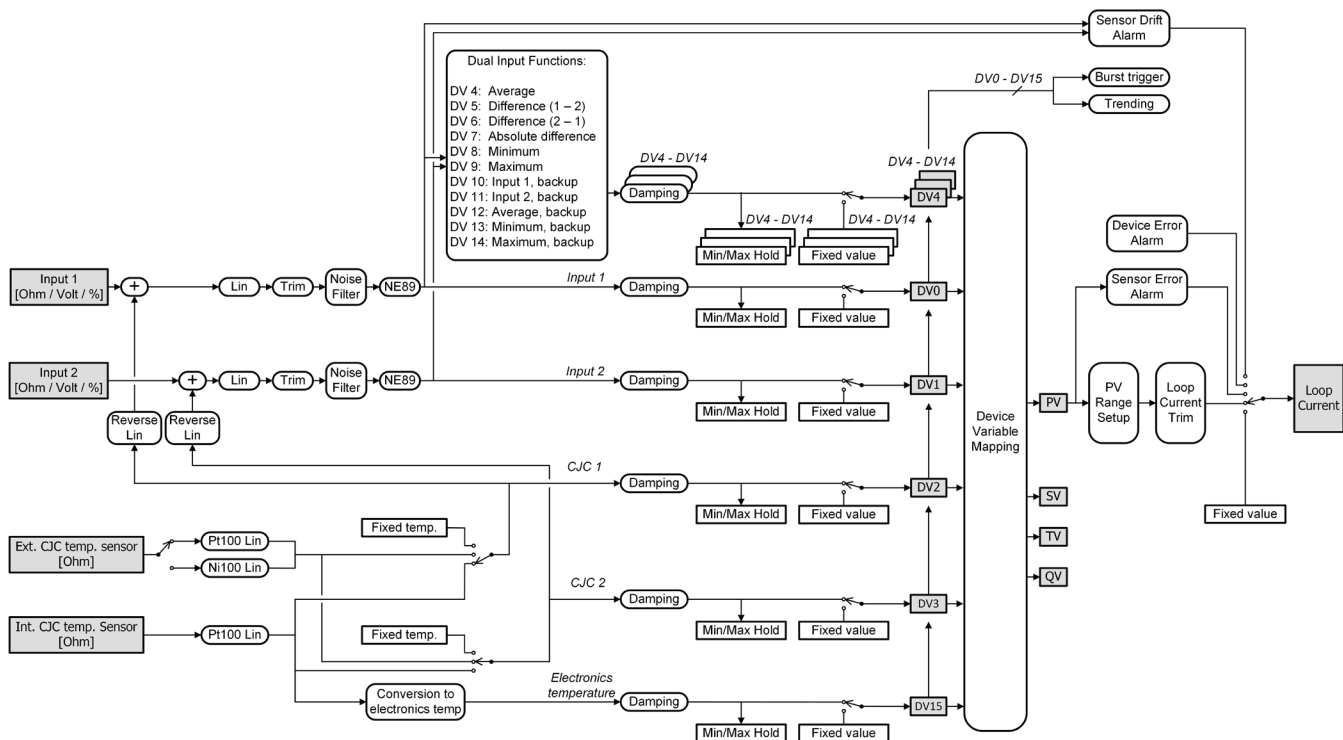 Sensor Drift
Alarm
Dual Input Functions:
DV 4: Average
DV 5: Difference (1 – 2)
DV 6: Difference (2 – 1)
DV 7: Absolute difference
DV 8: Minimum
DV 9: Maximum
DV 10: Input 1, backup
DV 11: Input 2, backup
DV 12: Average, backup
DV 13: Minimum, backup
DV 14: Maximum, backup
DV0 - DV15
Burst trigger
Trending
DV4 - DV14
Damping
DV4 - DV14
Min/Max Hold
DV4 - DV14
Fixed value
DV4 - DV14
DV4
Device Error
Alarm
Sensor Error
Alarm
Input 1
[Ohm / Volt / %]
+
Lin
Trim
Noise
Filter
NE89
Input 1
Damping
Min/Max Hold
Fixed value
DV0
Input 2
[Ohm / Volt / %]
+
Lin
Trim
Noise
Filter
NE89
Input 2
Damping
Min/Max Hold
Fixed value
DV1
Device
Variable
Mapping
PV
PV
Range
Setup
Loop
Current
Trim
Loop
Current
Reverse
Lin
Reverse
Lin
CJC 1
Damping
Min/Max Hold
Fixed value
DV2
SV
TV
QV
Fixed value
Ext. CJC temp. sensor
[Ohm]
Pt100 Lin
Ni100 Lin
Fixed temp.
CJC 2
Damping
Min/Max Hold
Fixed value
DV3
Int. CJC temp. Sensor
[Ohm]
Pt100 Lin
Fixed temp.
Conversion to
electronics temp
Electronics
temperature
Damping
Min/Max Hold
Fixed value
DV15